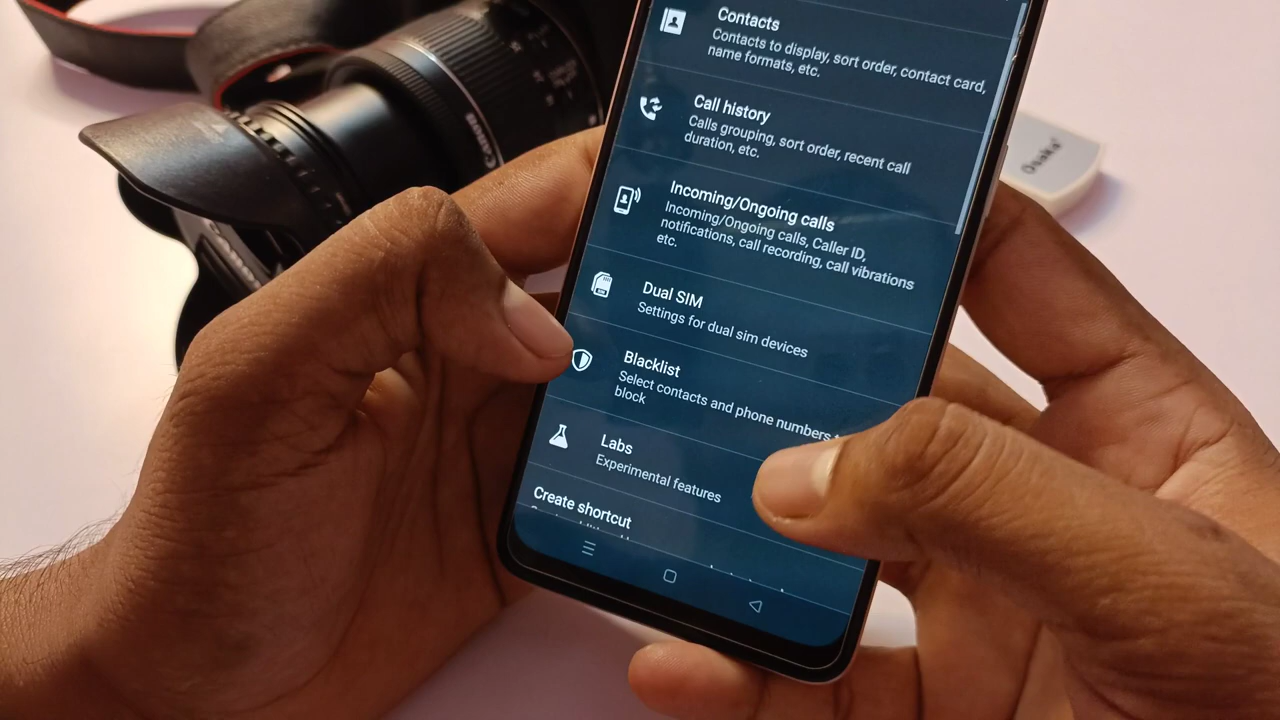 Contacts
Contacts to display, sort order, contact card,
name formats, etc.
Call history
Calls grouping, sort order, recent call
duration, etc.
Incoming/Ongoing calls
Incoming/Ongoing calls, Caller ID,
notifications, call recording, call vibrations
etc.
Dual SIM
Settings for dual sim devices
Blacklist
Select contacts and phone numbers
block
Labs
Experimental features
Create shortcut
Canon
Osaka